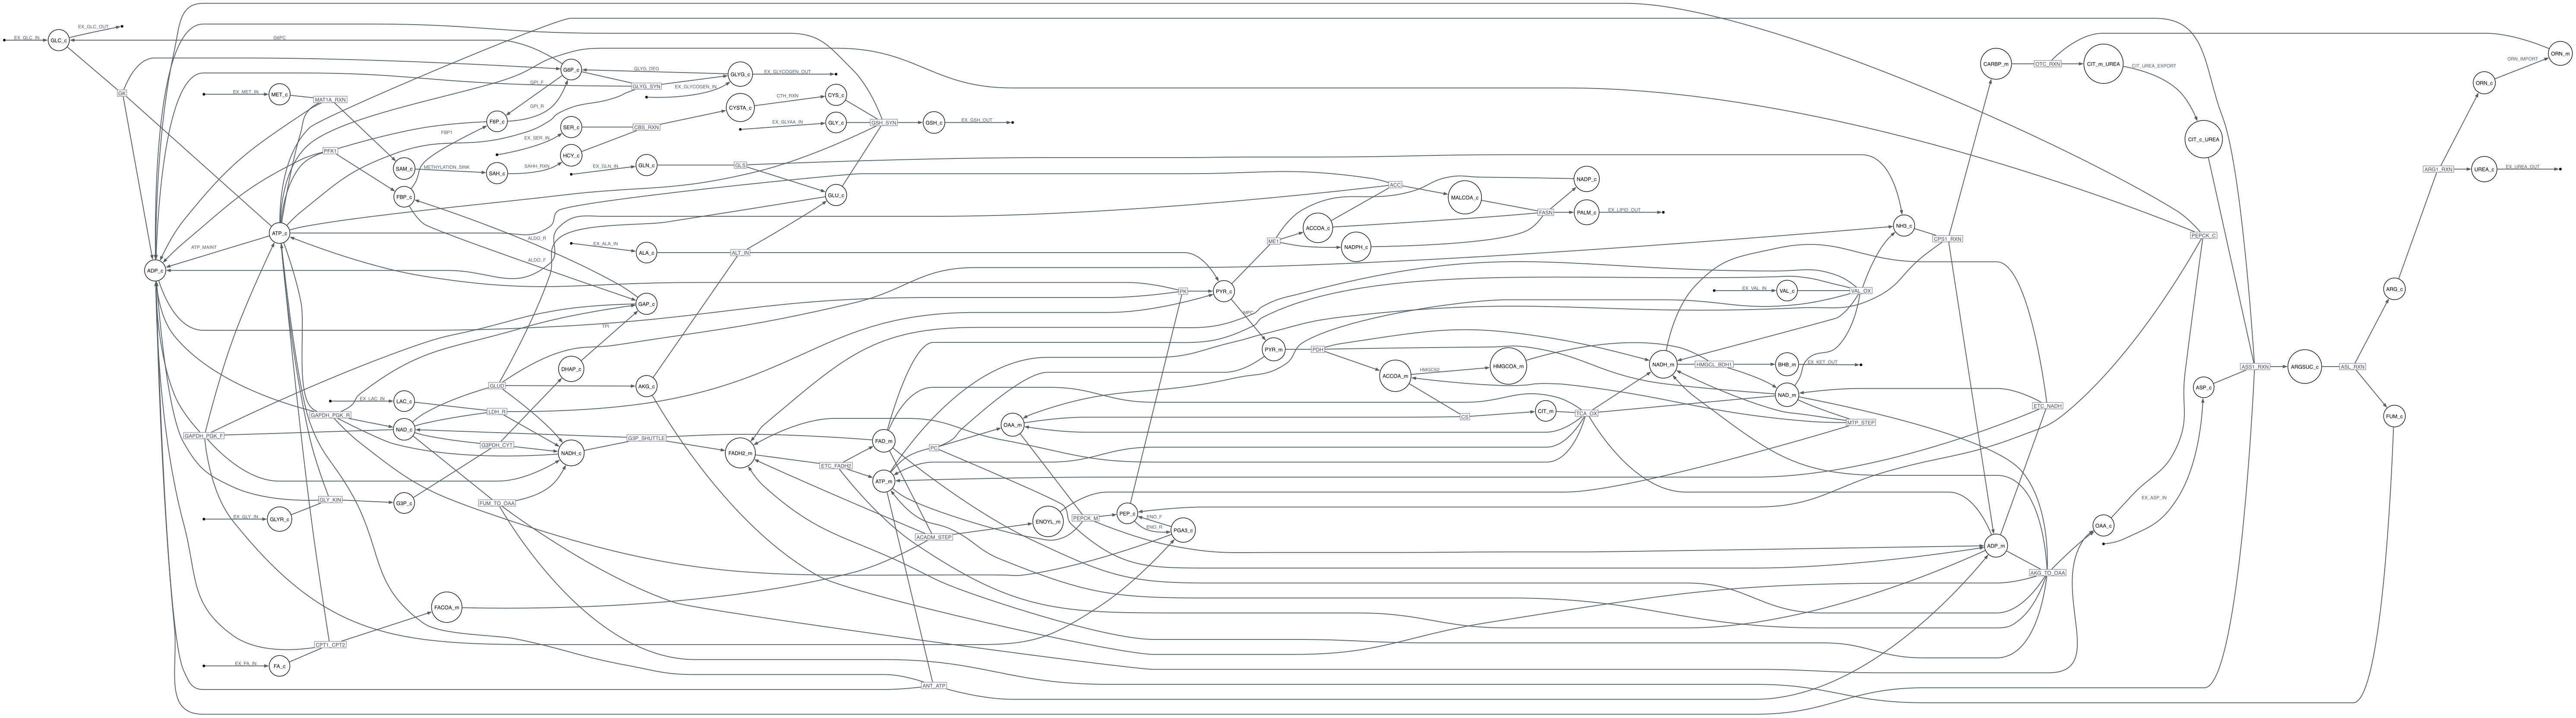 EX_GLC_IN
GLC_c
EX_GLC_OUT
G6PC
GK
EX_MET_IN
MET_c
MAT1A_RXN
PFK1
SAM_c
METHYLATION_SINK
SAH_c
SAHH_RXN
HCY_c
FBP_c
FBP1
F6P_c
GPI_F
GPI_R
G6P_c
GLYG_DEG
GLYG_SYN
GLYG_c
EX_GLYCOGEN_OUT
EX_GLYCOGEN_IN
EX_SER_IN
SER_c
CBS_RXN
CYSTA_c
CTH_RXN
CYS_c
EX_GLYAA_IN
GLY_c
GSH_SYN
GSH_c
EX_GSH_OUT
EX_GLN_IN
GLN_c
GLS
GLU_c
ATP_c
ATP_MAINT
ADP_c
ALDO_R
ALDO_F
EX_ALA_IN
ALA_c
ALT_IN
GAP_c
TPI
DHAP_c
AKG_c
GLUD
EX_LAC_IN
LAC_c
LDH_R
GAPDH_PGK_R
GAPDH_PGK_F
NAD_c
G3PDH_CYT
NADH_c
G3P_SHUTTLE
GLY_KIN
G3P_c
EX_GLY_IN
GLYR_c
FUM_TO_OAA
FACOA_m
CPT1_CPT2
EX_FA_IN
FA_c
ANT_ATP
FADH2_m
ETC_FADH2
FAD_m
ATP_m
ACADM_STEP
PC
OAA_m
ENOYL_m
PEPCK_M
PEP_c
ENO_F
ENO_R
PGA3_c
PK
PYR_c
MPC
PYR_m
PDH
ME1
ACC
ACCOA_c
NADPH_c
MALCOA_c
FASN
NADP_c
PALM_c
EX_LIPID_OUT
ACCOA_m
HMGCS2
HMGCOA_m
CS
CIT_m
TCA_OX
NADH_m
HMGCL_BDH1
BHB_m
EX_KET_OUT
NAD_m
MTP_STEP
EX_VAL_IN
VAL_c
VAL_OX
NH3_c
CPS1_RXN
CARBP_m
OTC_RXN
CIT_m_UREA
CIT_UREA_EXPORT
CIT_c_UREA
PEPCK_C
ETC_NADH
ADP_m
AKG_TO_OAA
OAA_c
EX_ASP_IN
ASP_c
ASS1_RXN
ARGSUC_c
ASL_RXN
ARG_c
FUM_c
ARG1_RXN
UREA_c
EX_UREA_OUT
ORN_c
ORN_IMPORT
ORN_m